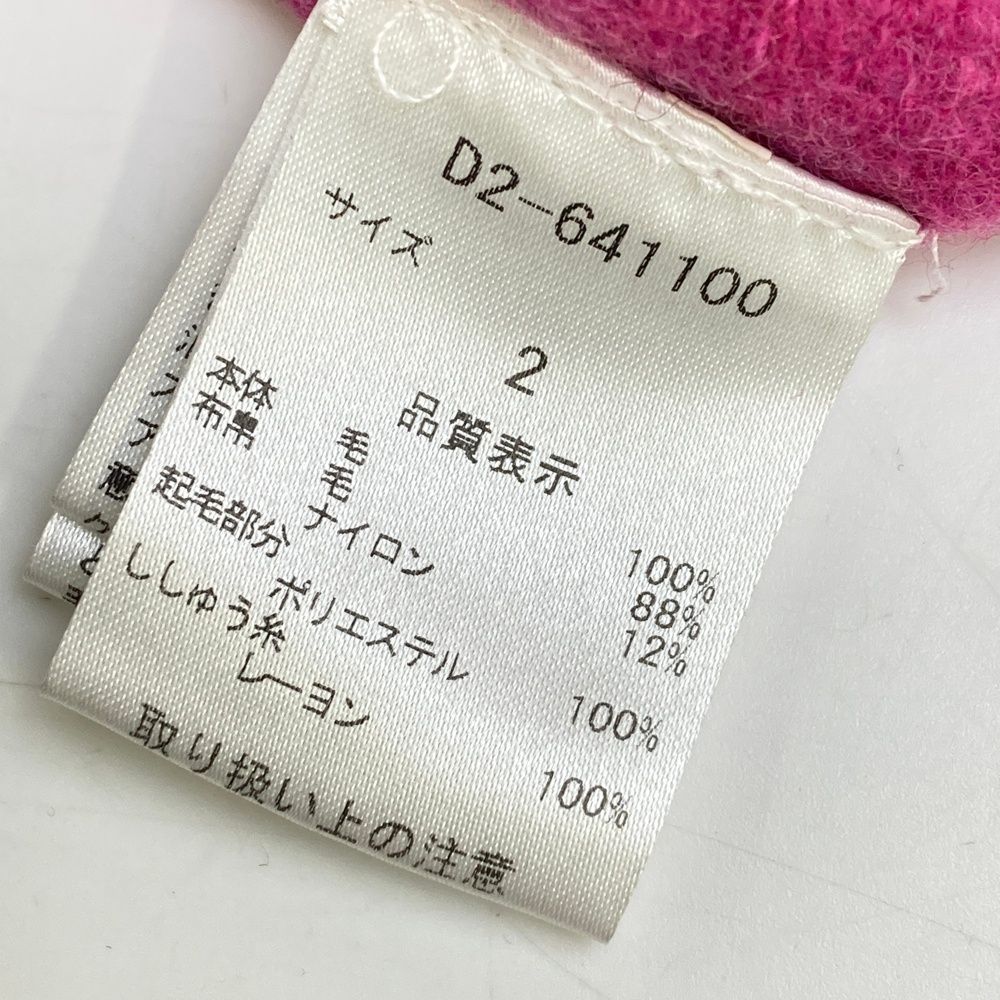 D2-641100
サイズ
2
品質表示
本体 毛 100%
布帛 毛 88%
ナイロン 12%
起毛部分
ポリエステル 100%
ししゅう糸
レーヨン 100%
取り扱い上の注意